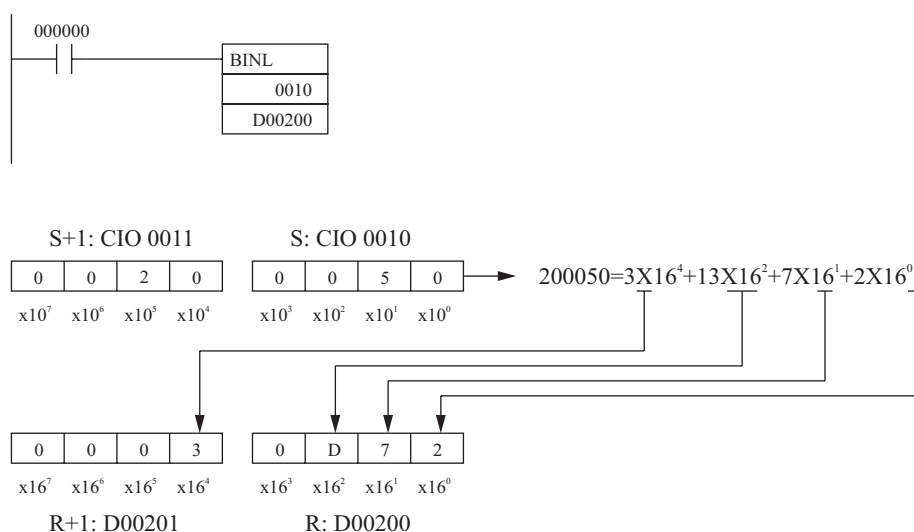 000000
BINL
0010
D00200
S+1: CIO 0011 S: CIO 0010
0 0 2 0 0 0 5 0 200050=3X16⁴+13X16²+7X16¹+2X16⁰
x10⁷ x10⁶ x10⁵ x10⁴ x10³ x10² x10¹ x10⁰
0 0 0 3 0 D 7 2
x16⁷ x16⁶ x16⁵ x16⁴ x16³ x16² x16¹ x16⁰
R+1: D00201 R: D00200